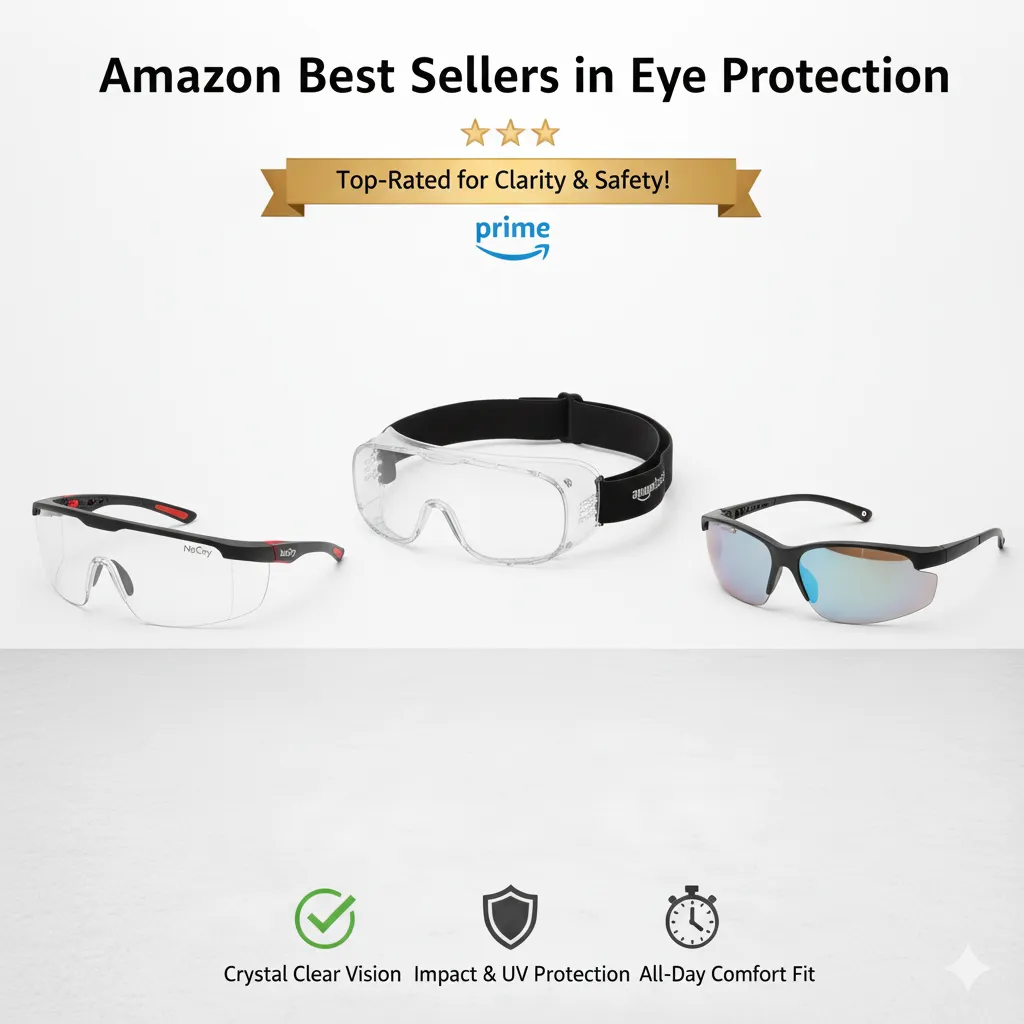 Amazon Best Sellers in Eye Protection
Top-Rated for Clarity & Safety!
prime
NoCry
Crystal Clear Vision
Impact & UV Protection
All-Day Comfort Fit